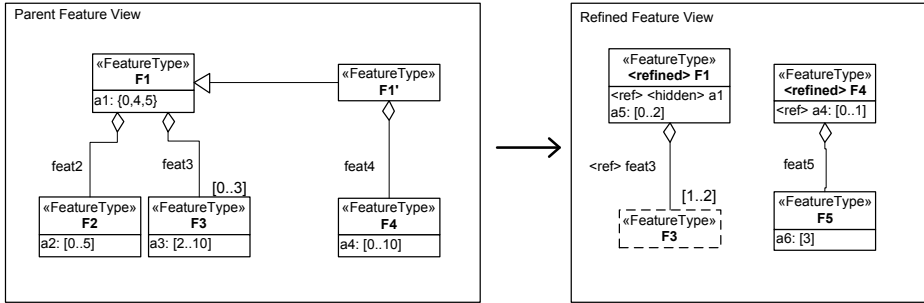 Parent Feature View
«FeatureType»
F1
a1: {0,4,5}
«FeatureType»
F1'
feat2
feat3
feat4
[0..3]
«FeatureType»
F2
a2: [0..5]
«FeatureType»
F3
a3: [2..10]
«FeatureType»
F4
a4: [0..10]
Refined Feature View
«FeatureType»
<refined> F1
<ref> <hidden> a1
a5: [0..2]
«FeatureType»
<refined> F4
<ref> a4: [0..1]
<ref> feat3
feat5
[1..2]
«FeatureType»
F3
«FeatureType»
F5
a6: [3]